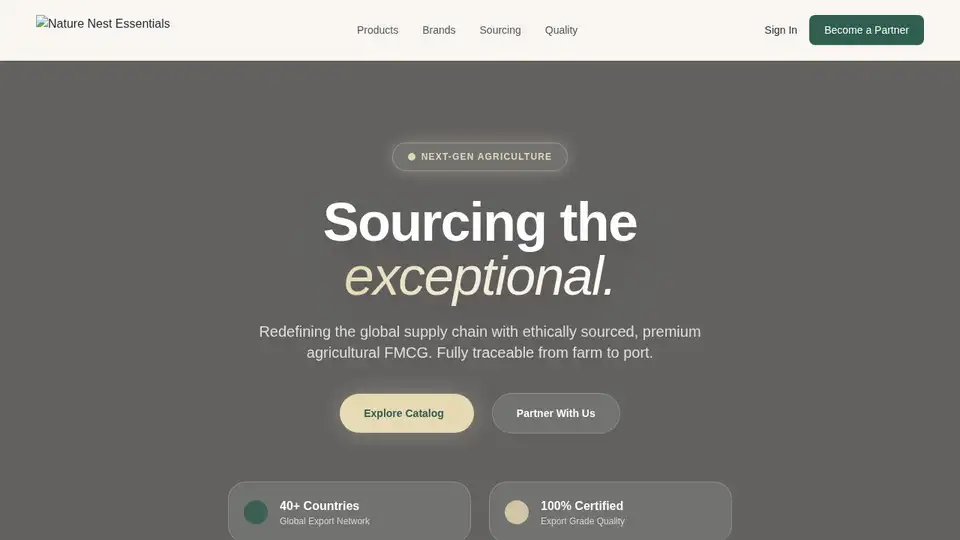 Nature Nest Essentials
Products
Brands
Sourcing
Quality
Sign In
Become a Partner
NEXT-GEN AGRICULTURE
Sourcing the
exceptional.
Redefining the global supply chain with ethically sourced, premium
agricultural FMCG. Fully traceable from farm to port.
Explore Catalog
Partner With Us
40+ Countries
Global Export Network
100% Certified
Export Grade Quality